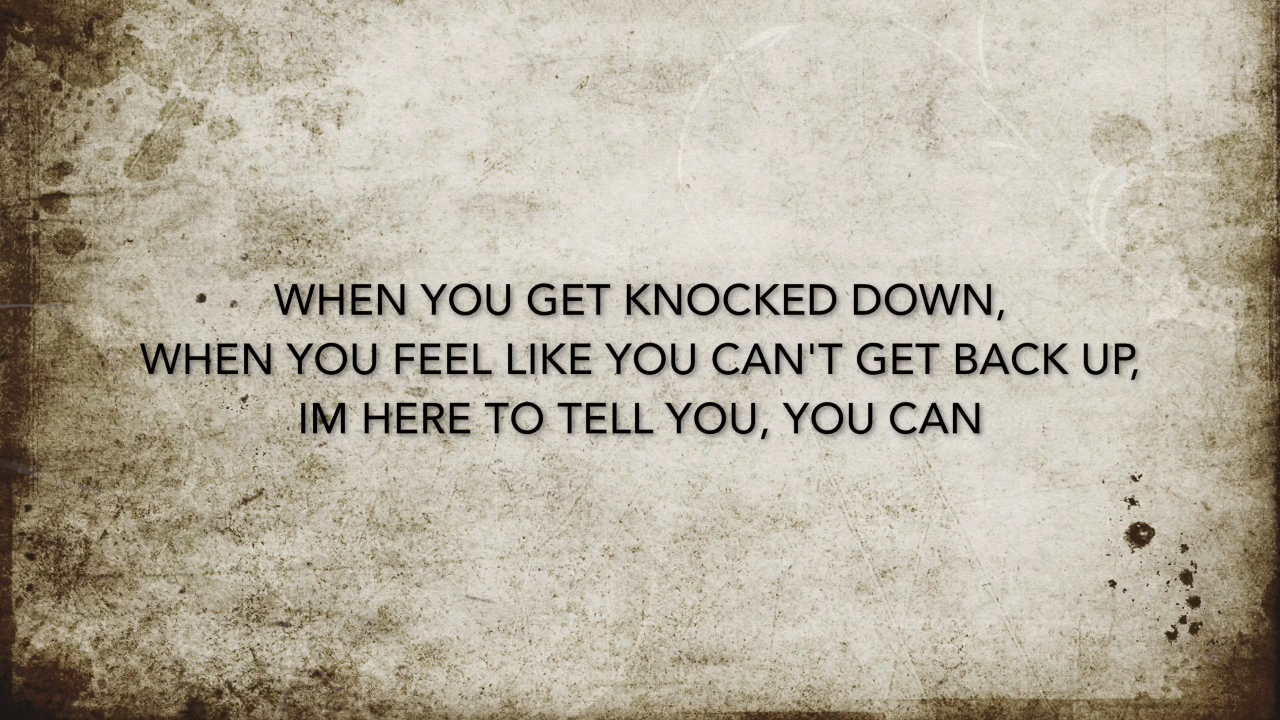 WHEN YOU GET KNOCKED DOWN,
WHEN YOU FEEL LIKE YOU CAN'T GET BACK UP,
IM HERE TO TELL YOU, YOU CAN